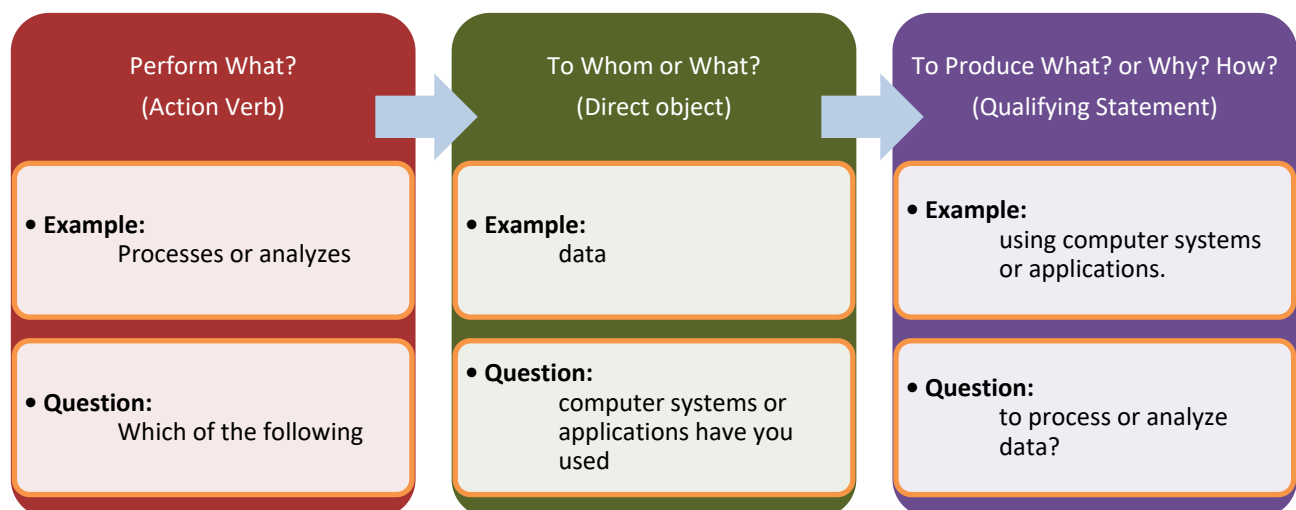 Perform What?
(Action Verb)
• Example:
Processes or analyzes
• Question:
Which of the following
To Whom or What?
(Direct object)
• Example:
data
• Question:
computer systems or
applications have you
used
To Produce What? or Why? How?
(Qualifying Statement)
• Example:
using computer systems
or applications.
• Question:
to process or analyze
data?